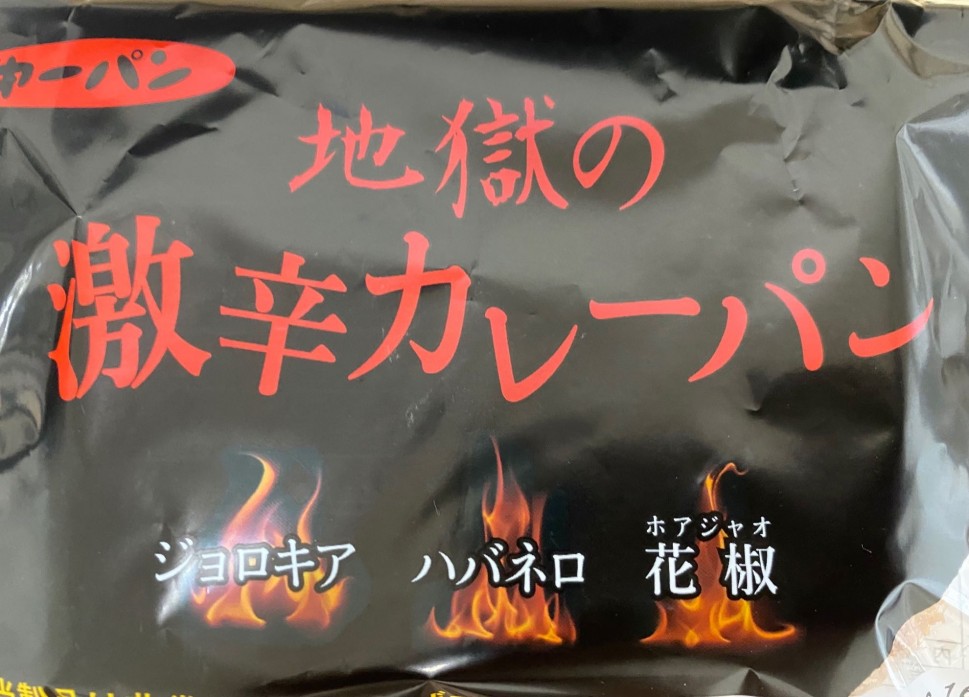 ャーパン
地獄の
激辛カレーパン
ジョロキア ハバネロ 花椒
ホアジャオ